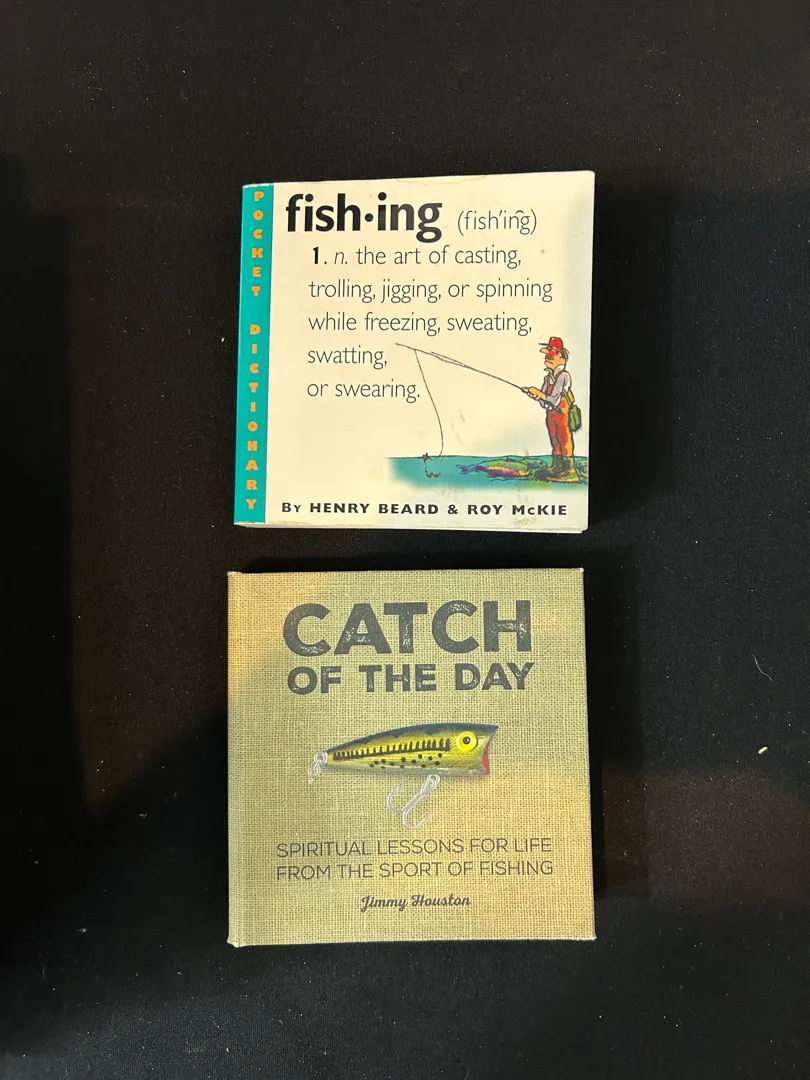 POCKET DICTIONARY
fish·ing (fish'ing)
1. n. the art of casting,
trolling, jigging, or spinning
while freezing, sweating,
swatting,
or swearing.
BY HENRY BEARD & ROY McKIE
CATCH
OF THE DAY
SPIRITUAL LESSONS FOR LIFE
FROM THE SPORT OF FISHING
Jimmy Houston